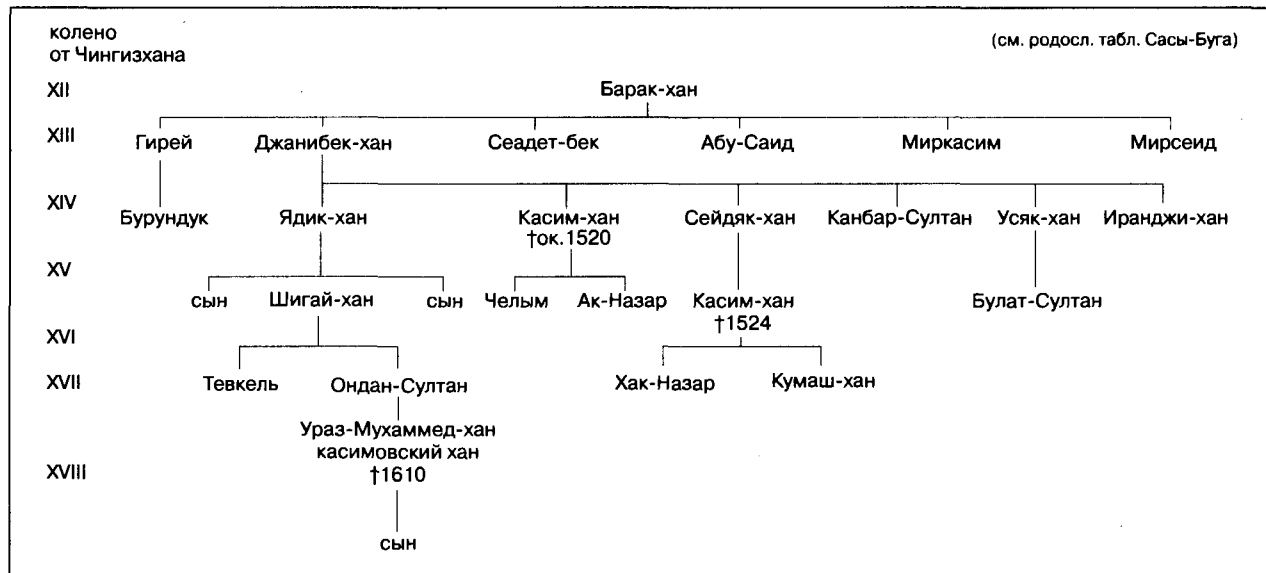 колено
от Чингизхана
(см. родосл. табл. Сасы-Буга)
XII
Барак-хан
XIII
Гирей Джанибек-хан Сеадет-бек Абу-Саид Миркасим Мирсеид
XIV
Бурундук Ядик-хан Касим-хан Сейдяк-хан Канбар-Султан Усяк-хан Иранджи-хан
†ок.1520
XV
сын Шигай-хан сын Челым Ак-Назар Касим-хан Булат-Султан
†1524
XVI
XVII
Тевкель Ондан-Султан Хак-Назар Кумаш-хан
Ураз-Мухаммед-хан
касимовский хан
XVIII
†1610
сын